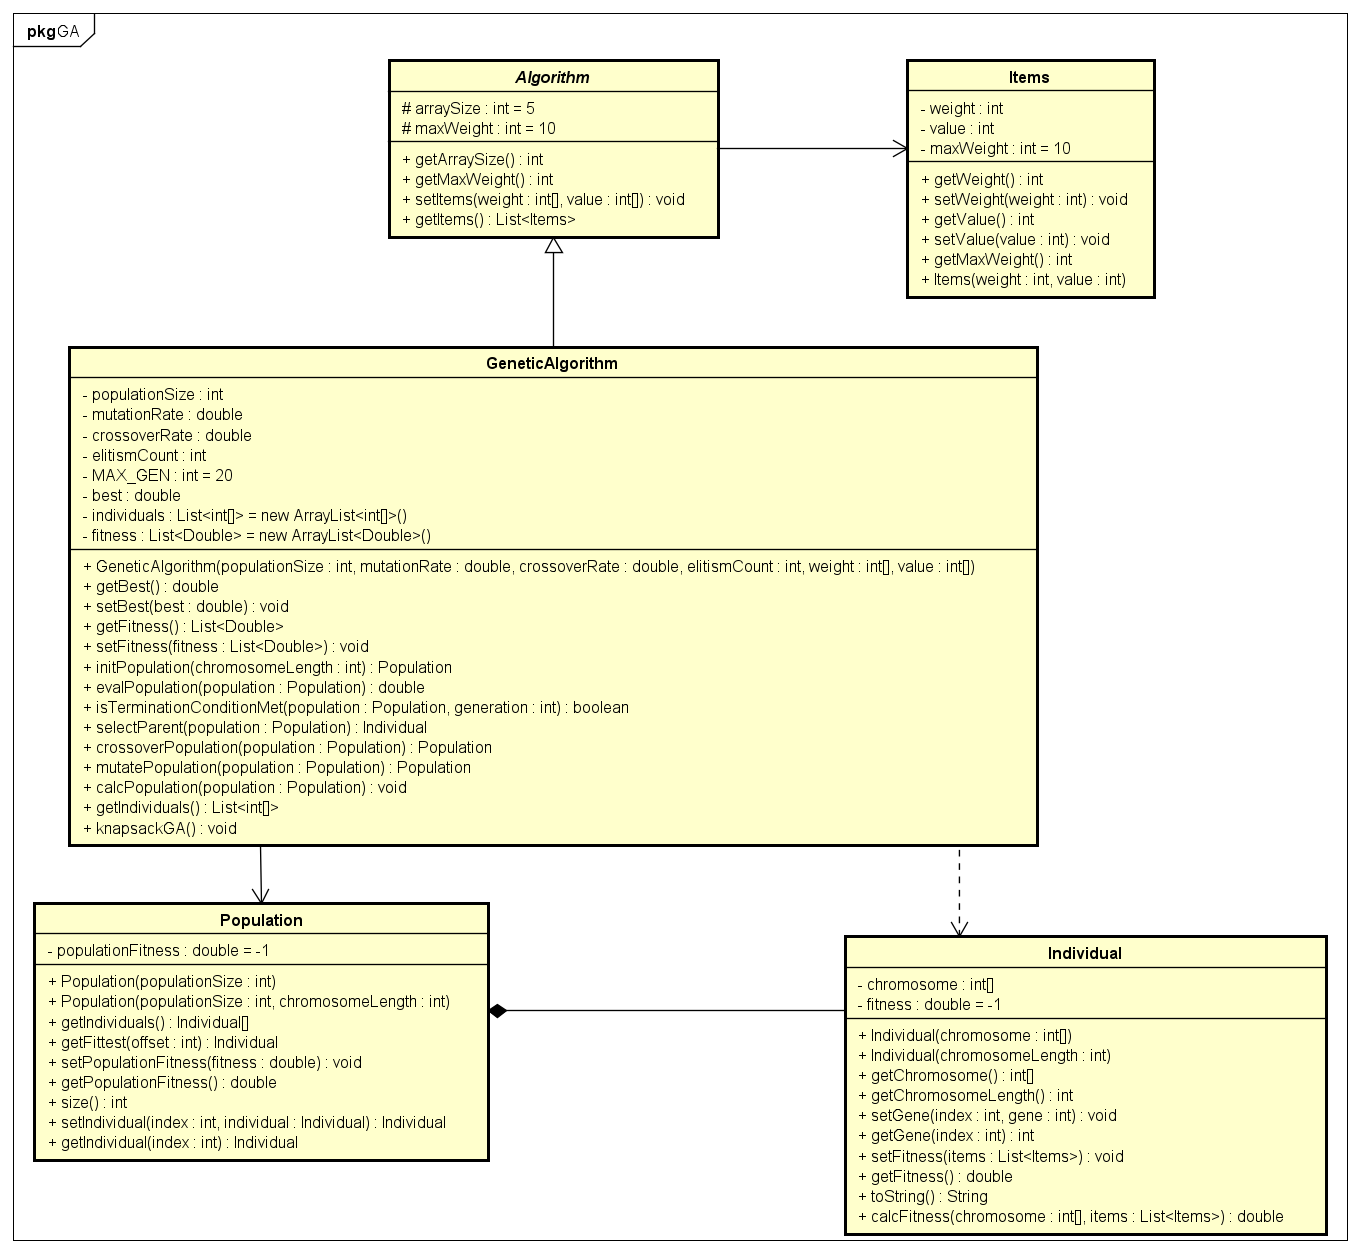 pkgGA
Algorithm
# arraySize : int = 5
# maxWeight : int = 10
+ getArraySize() : int
+ getMaxWeight() : int
+ setItems(weight : int[], value : int[]) : void
+ getItems() : List<Items>
Items
- weight : int
- value : int
- maxWeight : int = 10
+ getWeight() : int
+ setWeight(weight : int) : void
+ getValue() : int
+ setValue(value : int) : void
+ getMaxWeight() : int
+ Items(weight : int, value : int)
GeneticAlgorithm
- populationSize : int
- mutationRate : double
- crossoverRate : double
- elitismCount : int
- MAX_GEN : int = 20
- best : double
- individuals : List<int[]> = new ArrayList<int[]>()
- fitness : List<Double> = new ArrayList<Double>()
+ GeneticAlgorithm(populationSize : int, mutationRate : double, crossoverRate : double, elitismCount : int, weight : int[], value : int[])
+ getBest() : double
+ setBest(best : double) : void
+ getFitness() : List<Double>
+ setFitness(fitness : List<Double>) : void
+ initPopulation(chromosomeLength : int) : Population
+ evalPopulation(population : Population) : double
+ isTerminationConditionMet(population : Population, generation : int) : boolean
+ selectParent(population : Population) : Individual
+ crossoverPopulation(population : Population) : Population
+ mutatePopulation(population : Population) : Population
+ calcPopulation(population : Population) : void
+ getIndividuals() : List<int[]>
+ knapsackGA() : void
Population
- populationFitness : double = -1
+ Population(populationSize : int)
+ Population(populationSize : int, chromosomeLength : int)
+ getIndividuals() : Individual[]
+ getFittest(offset : int) : Individual
+ setPopulationFitness(fitness : double) : void
+ getPopulationFitness() : double
+ size() : int
+ setIndividual(index : int, individual : Individual) : Individual
+ getIndividual(index : int) : Individual
Individual
- chromosome : int[]
- fitness : double = -1
+ Individual(chromosome : int[])
+ Individual(chromosomeLength : int)
+ getChromosome() : int[]
+ getChromosomeLength() : int
+ setGene(index : int, gene : int) : void
+ getGene(index : int) : int
+ setFitness(items : List<Items>) : void
+ getFitness() : double
+ toString() : String
+ calcFitness(chromosome : int[], items : List<Items>) : double